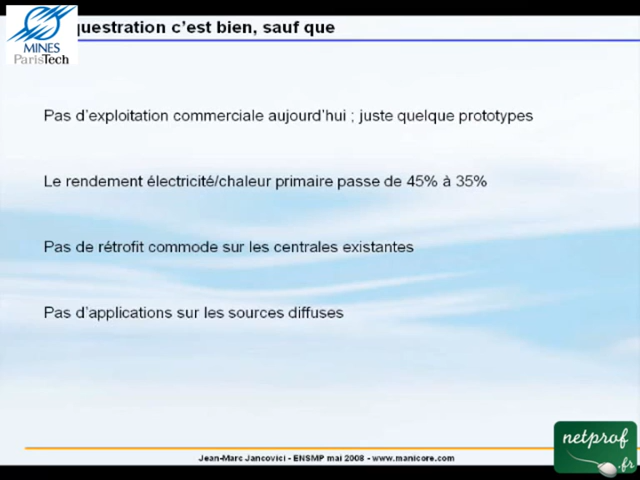 MINES
ParisTech
questration c'est bien, sauf que
Pas d'exploitation commerciale aujourd'hui ; juste quelque prototypes
Le rendement électricité/chaleur primaire passe de 45% à 35%
Pas de rétrofit commode sur les centrales existantes
Pas d'applications sur les sources diffuses
Jean-Marc Jancovici - ENSMP mai 2008 - www.manicore.com
netprof
.fr